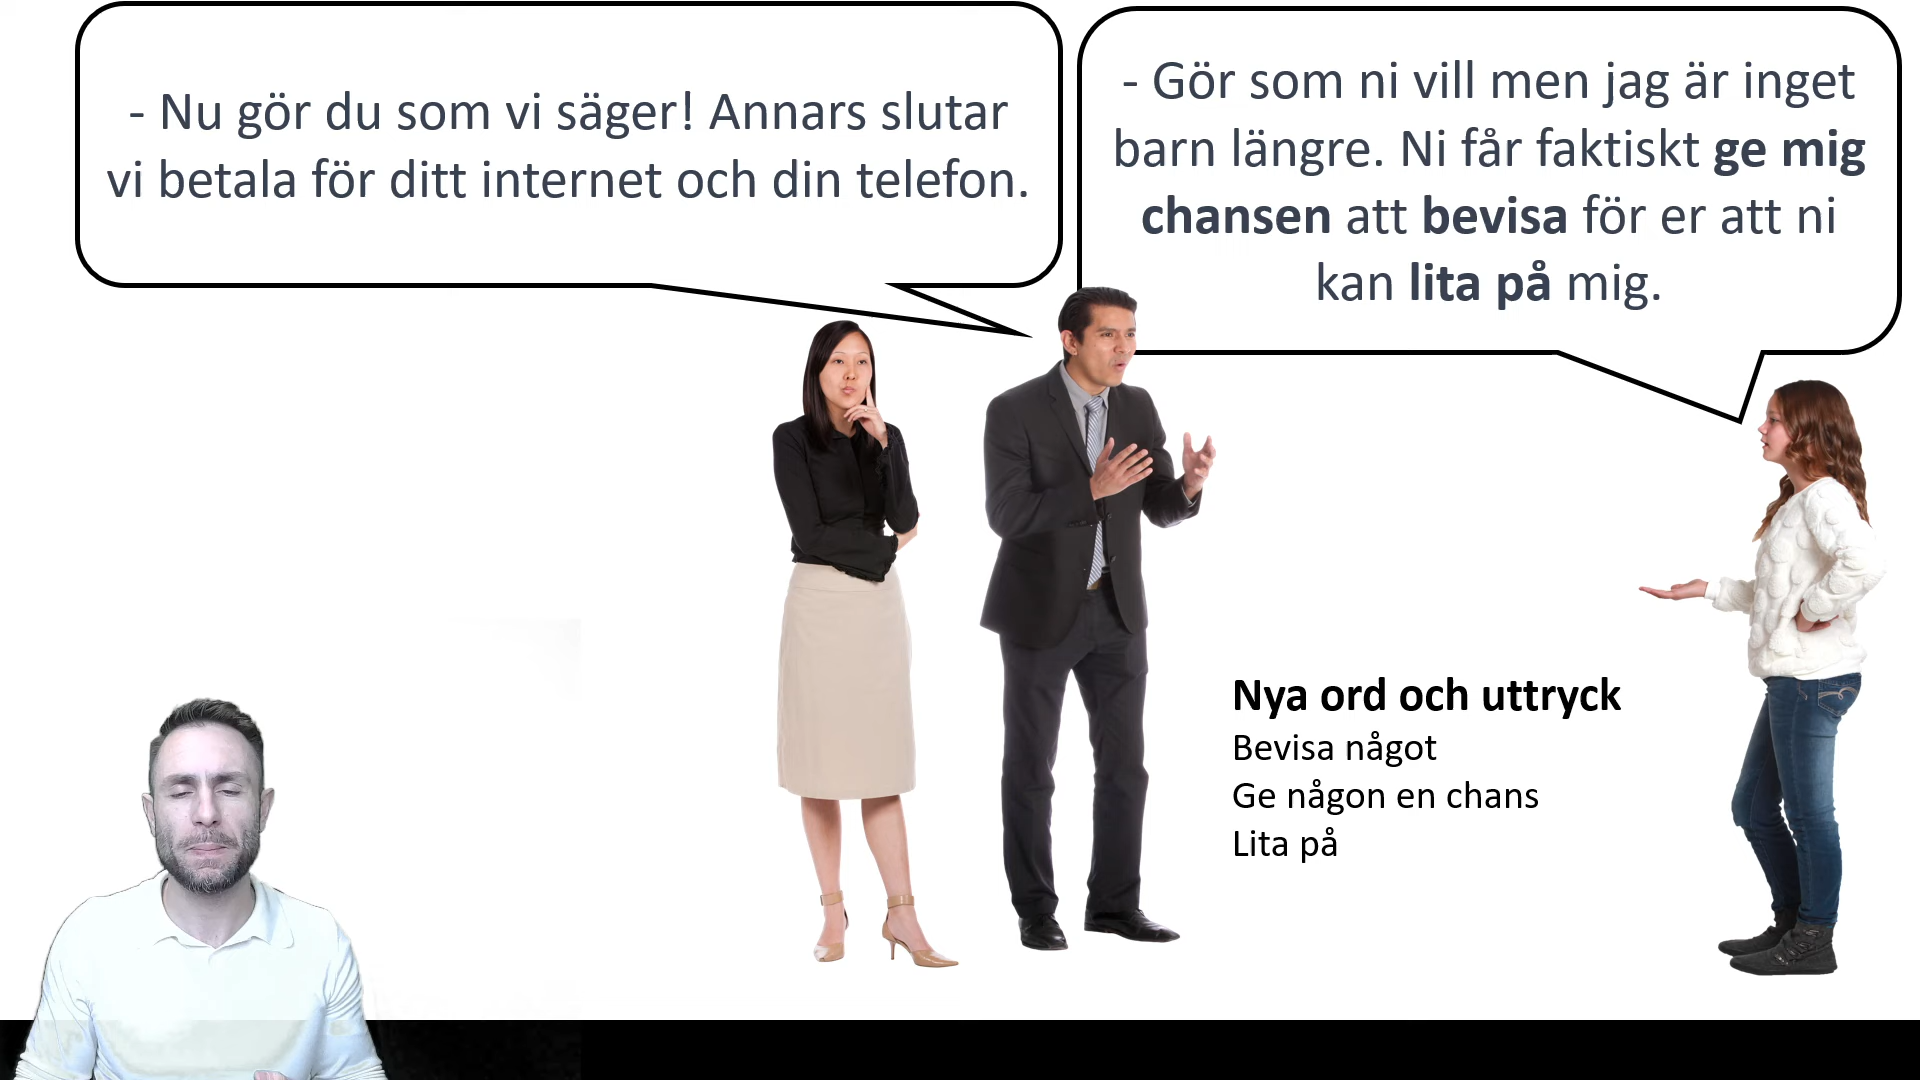 - Nu gör du som vi säger! Annars slutar
vi betala för ditt internet och din telefon.
- Gör som ni vill men jag är inget
barn längre. Ni får faktiskt ge mig
chansen att bevisa för er att ni
kan lita på mig.
Nya ord och uttryck
Bevisa något
Ge någon en chans
Lita på